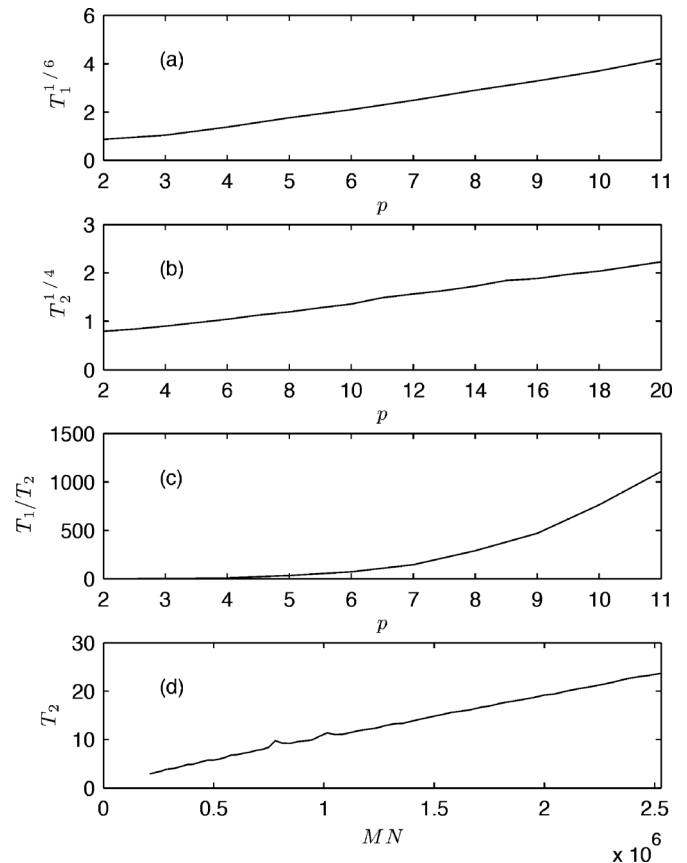 6
4
2
0
T₁^{1/6}
(a)
2 3 4 5 6 7 8 9 10 11
p
3
2
1
0
T₂^{1/4}
(b)
2 4 6 8 10 12 14 16 18 20
p
1500
1000
500
0
T₁/T₂
(c)
2 3 4 5 6 7 8 9 10 11
p
30
20
10
0
T₂
(d)
0 0.5 1 1.5 2 2.5
MN
x 10⁶